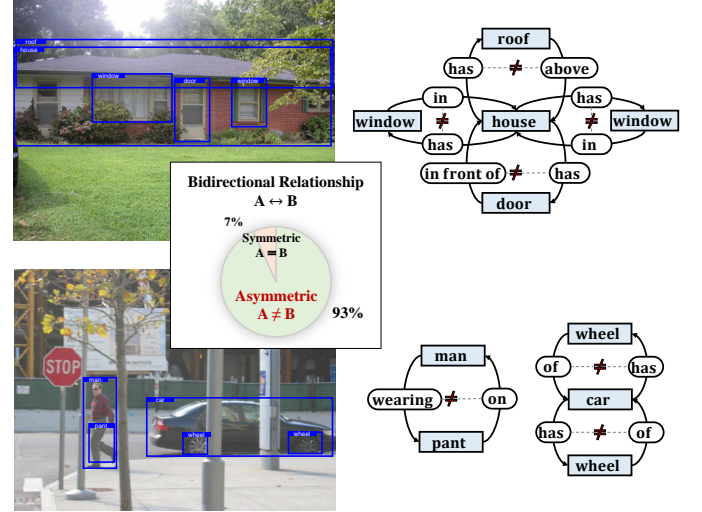 roof
house
window
door
window
roof
has
≠
above
in
has
window
≠
house
≠
window
has
in
in front of
≠
has
door
Bidirectional Relationship
A ↔ B
7%
Symmetric
A = B
Asymmetric
A ≠ B
93%
STOP
man
pant
car
wheel
wheel
man
wearing
≠
on
pant
wheel
of
≠
has
car
has
≠
of
wheel